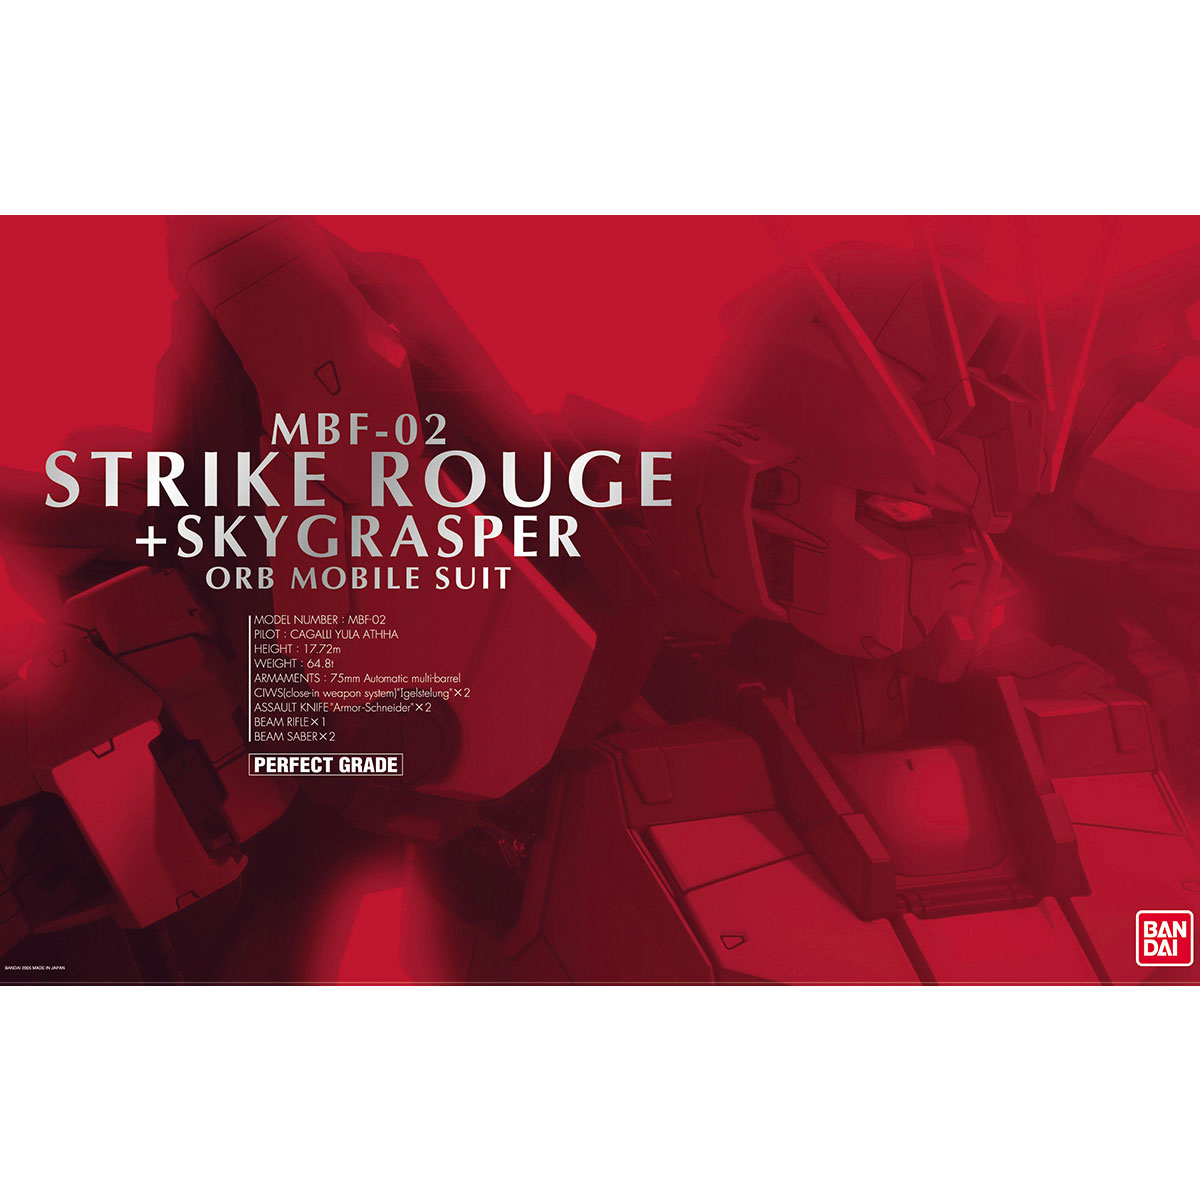 MBF-02
STRIKE ROUGE
+SKYGRASPER
ORB MOBILE SUIT
MODEL NUMBER : MBF-02
PILOT : CAGALLI YULA ATHHA
HEIGHT : 17.72m
WEIGHT : 64.8t
ARMAMENTS : 75mm Automatic multi-barrel
CIWS(close-in weapon system)"Igelstelung"×2
ASSAULT KNIFE"Armor-Schneider"×2
BEAM RIFLE×1
BEAM SABER×2
PERFECT GRADE
BANDAI 2005 MADE IN JAPAN
BAN
DAI